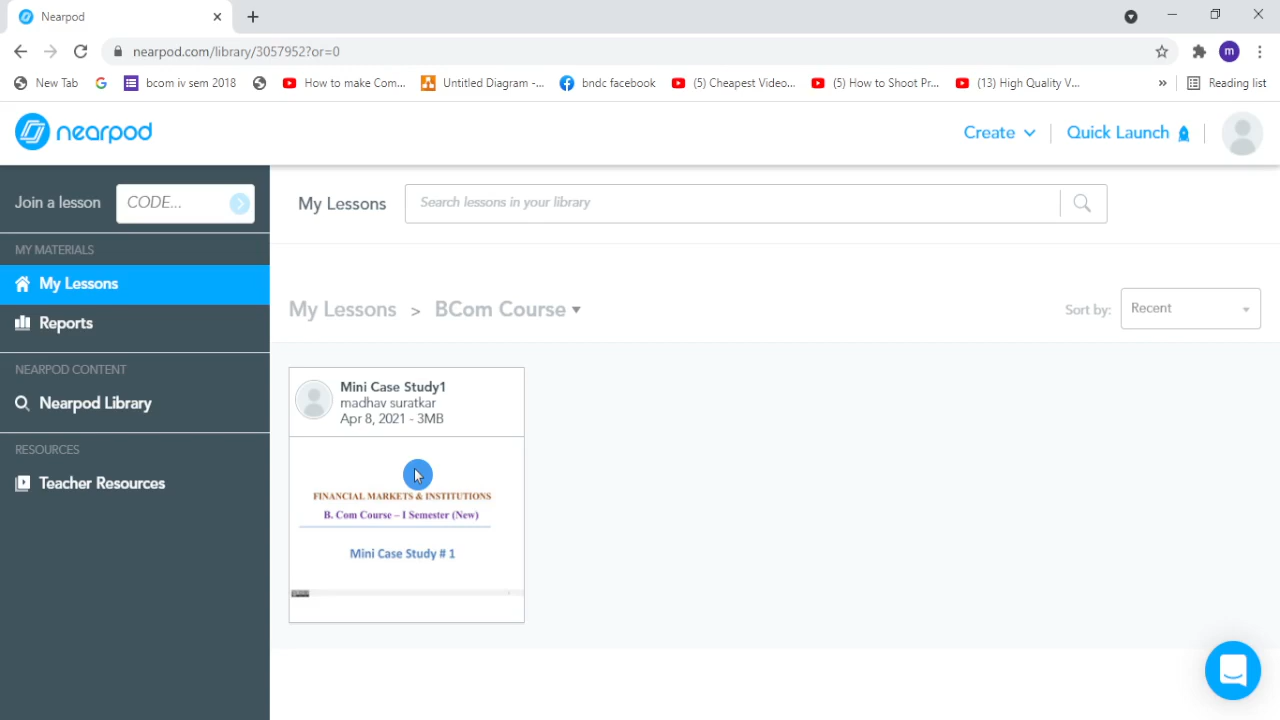 Nearpod
nearpod.com/library/3057952?or=0
m
New Tab
bcom iv sem 2018
How to make Com...
Untitled Diagram -...
bndc facebook
(5) Cheapest Video...
(5) How to Shoot Pr...
(13) High Quality V...
»
Reading list
nearpod
Create
Quick Launch
Join a lesson
CODE...
My Lessons
Search lessons in your library
MY MATERIALS
My Lessons
Reports
My Lessons > BCom Course
Sort by:
Recent
NEARPOD CONTENT
Nearpod Library
RESOURCES
Teacher Resources
Mini Case Study1
madhav suratkar
Apr 8, 2021 - 3MB
FINANCIAL MARKETS & INSTITUTIONS
B. Com Course – I Semester (New)
Mini Case Study # 1